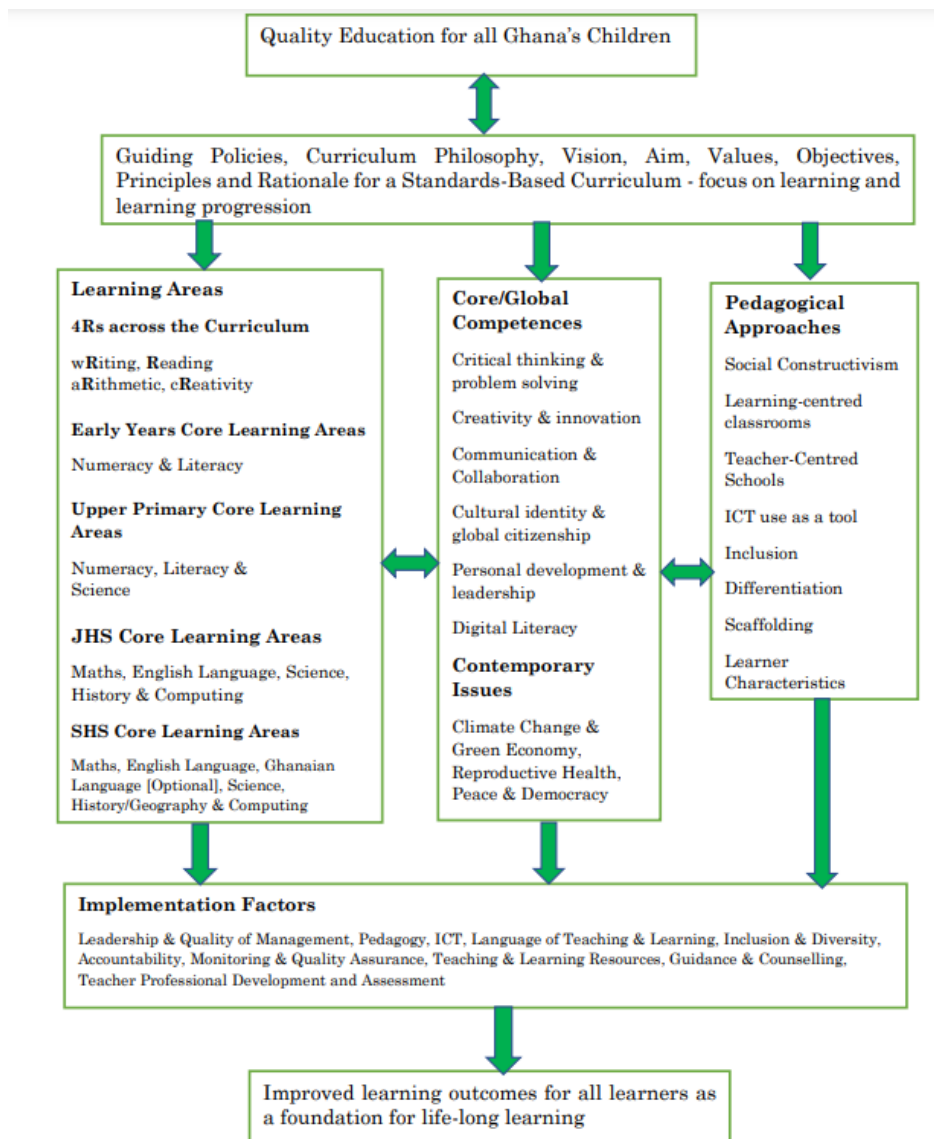 Quality Education for all Ghana's Children
Guiding Policies, Curriculum Philosophy, Vision, Aim, Values, Objectives,
Principles and Rationale for a Standards-Based Curriculum - focus on learning and
learning progression
Learning Areas
4Rs across the Curriculum
wRiting, Reading
aRithmetic, cReativity
Early Years Core Learning Areas
Numeracy & Literacy
Upper Primary Core Learning
Areas
Numeracy, Literacy &
Science
JHS Core Learning Areas
Maths, English Language, Science,
History & Computing
SHS Core Learning Areas
Maths, English Language, Ghanaian
Language [Optional], Science,
History/Geography & Computing
Core/Global
Competences
Critical thinking &
problem solving
Creativity & innovation
Communication &
Collaboration
Cultural identity &
global citizenship
Personal development &
leadership
Digital Literacy
Contemporary
Issues
Climate Change &
Green Economy,
Reproductive Health,
Peace & Democracy
Pedagogical
Approaches
Social Constructivism
Learning-centred
classrooms
Teacher-Centred
Schools
ICT use as a tool
Inclusion
Differentiation
Scaffolding
Learner
Characteristics
Implementation Factors
Leadership & Quality of Management, Pedagogy, ICT, Language of Teaching & Learning, Inclusion & Diversity,
Accountability, Monitoring & Quality Assurance, Teaching & Learning Resources, Guidance & Counselling,
Teacher Professional Development and Assessment
Improved learning outcomes for all learners as
a foundation for life-long learning